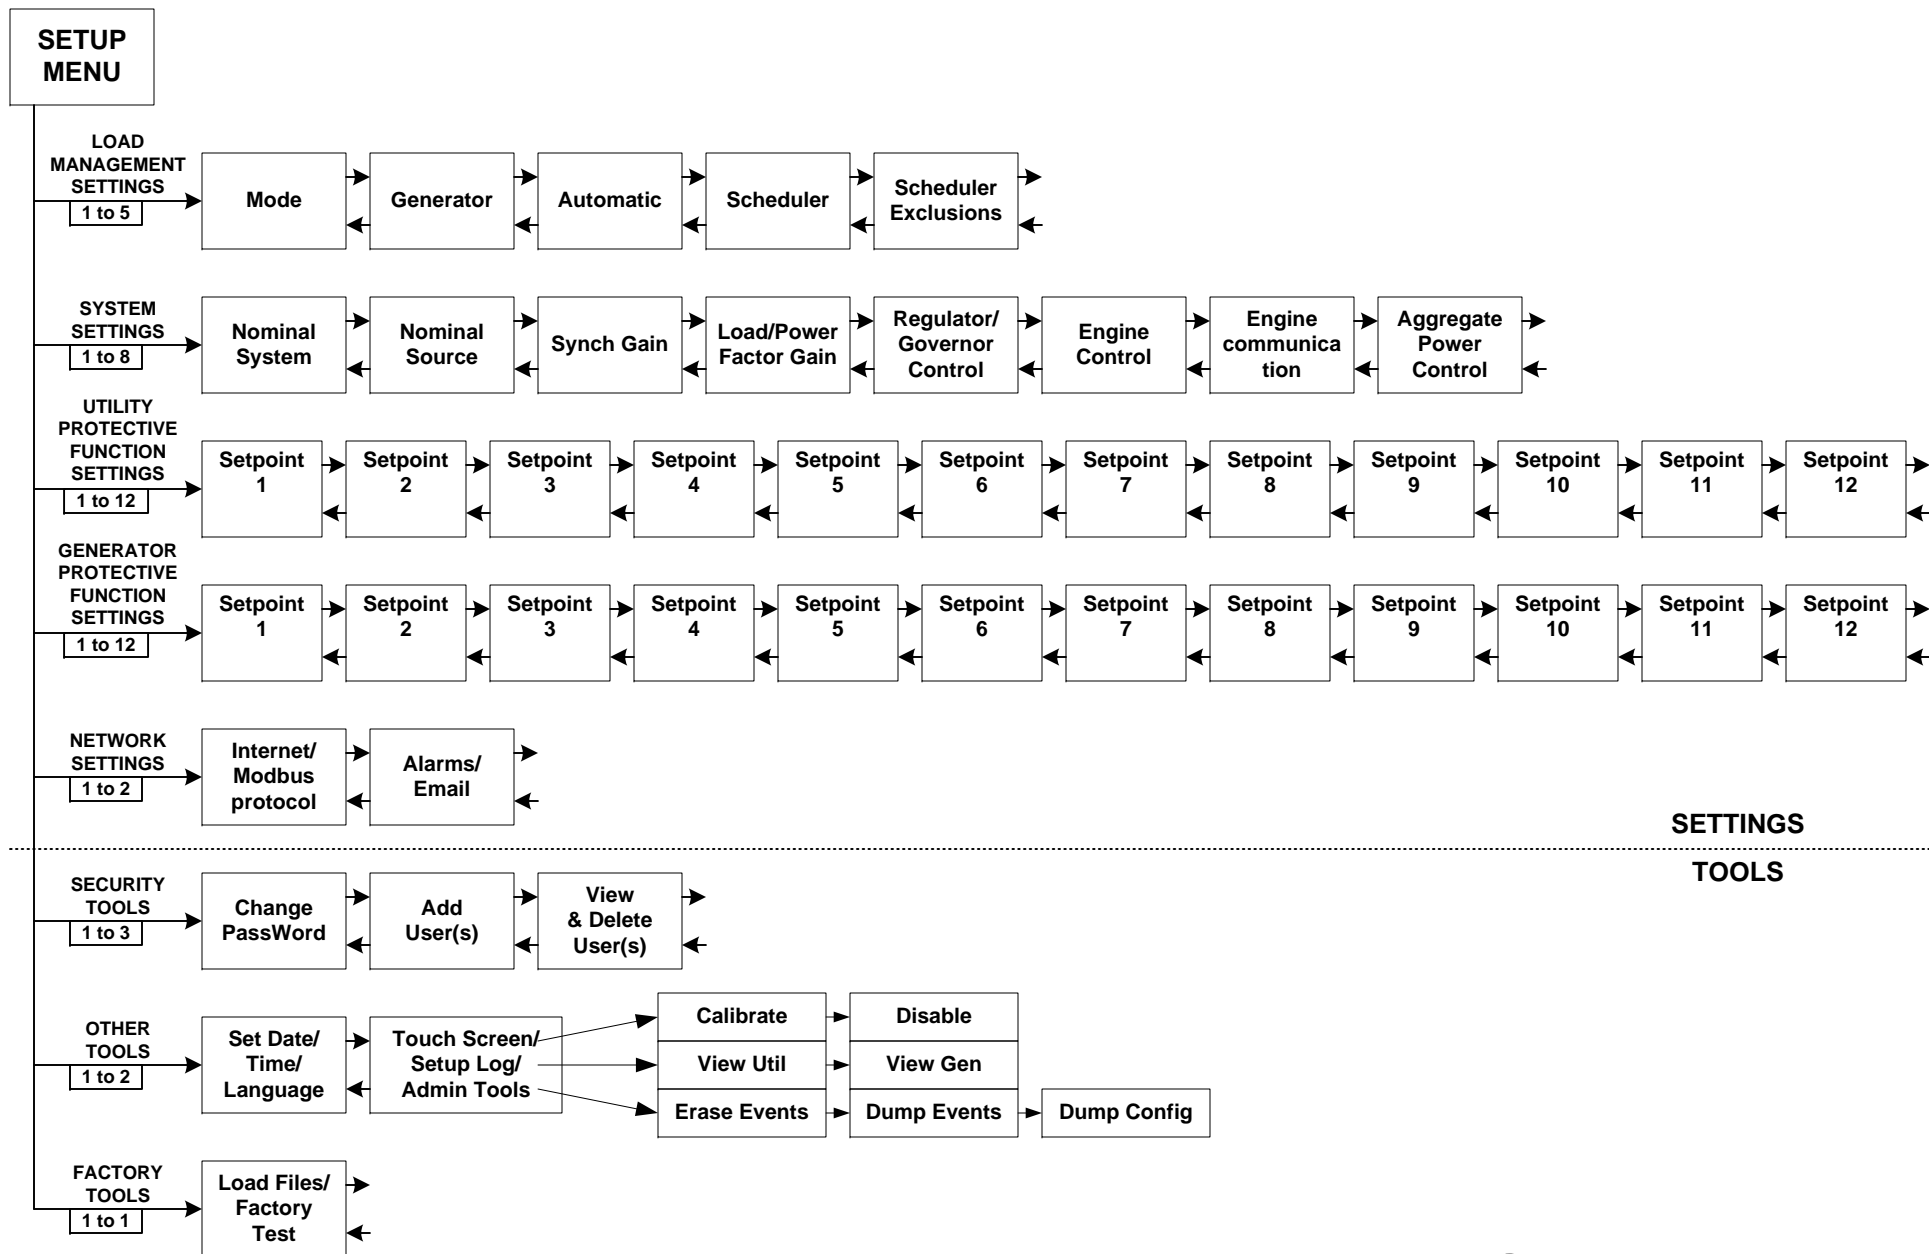 SETUP
MENU
LOAD
MANAGEMENT
SETTINGS
1 to 5
Mode
Generator
Automatic
Scheduler
Scheduler
Exclusions
SYSTEM
SETTINGS
1 to 8
Nominal
System
Nominal
Source
Synch Gain
Load/Power
Factor Gain
Regulator/
Governor
Control
Engine
Control
Engine
communica
tion
Aggregate
Power
Control
UTILITY
PROTECTIVE
FUNCTION
SETTINGS
1 to 12
Setpoint
1
Setpoint
2
Setpoint
3
Setpoint
4
Setpoint
5
Setpoint
6
Setpoint
7
Setpoint
8
Setpoint
9
Setpoint
10
Setpoint
11
Setpoint
12
GENERATOR
PROTECTIVE
FUNCTION
SETTINGS
1 to 12
Setpoint
1
Setpoint
2
Setpoint
3
Setpoint
4
Setpoint
5
Setpoint
6
Setpoint
7
Setpoint
8
Setpoint
9
Setpoint
10
Setpoint
11
Setpoint
12
NETWORK
SETTINGS
1 to 2
Internet/
Modbus
protocol
Alarms/
Email
SETTINGS
TOOLS
SECURITY
TOOLS
1 to 3
Change
PassWord
Add
User(s)
View
& Delete
User(s)
OTHER
TOOLS
1 to 2
Set Date/
Time/
Language
Touch Screen/
Setup Log/
Admin Tools
Calibrate
Disable
View Util
View Gen
Erase Events
Dump Events
Dump Config
FACTORY
TOOLS
1 to 1
Load Files/
Factory
Test